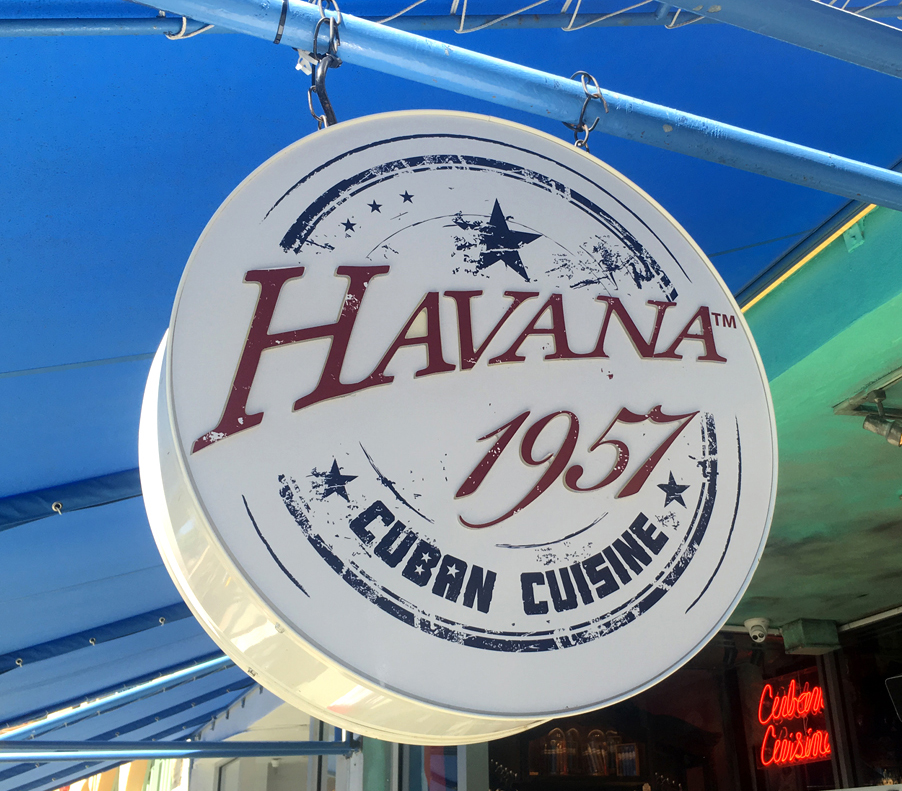 HAVANA™
1957
CUBAN CUISINE
Cuban
Cuisine